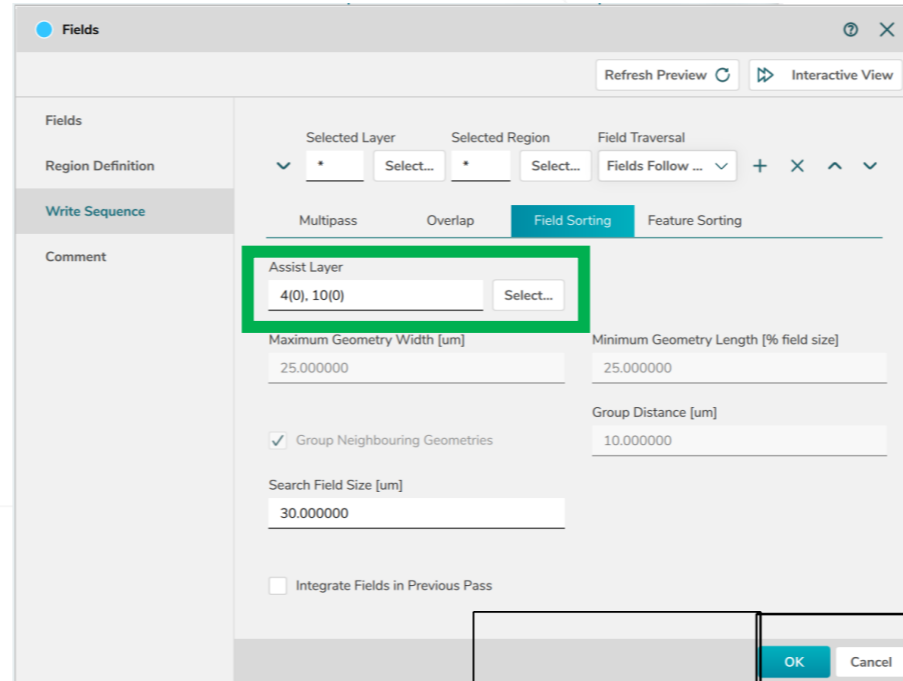 Fields
Refresh Preview
Interactive View
Fields
Region Definition
Write Sequence
Comment
Selected Layer Selected Region Field Traversal
* Select... * Select... Fields Follow ...
Multipass Overlap Field Sorting Feature Sorting
Assist Layer
4(0), 10(0) Select...
Maximum Geometry Width [um] Minimum Geometry Length [% field size]
25.000000 25.000000
Group Distance [um]
Group Neighbouring Geometries 10.000000
Search Field Size [um]
30.000000
Integrate Fields in Previous Pass
OK Cancel